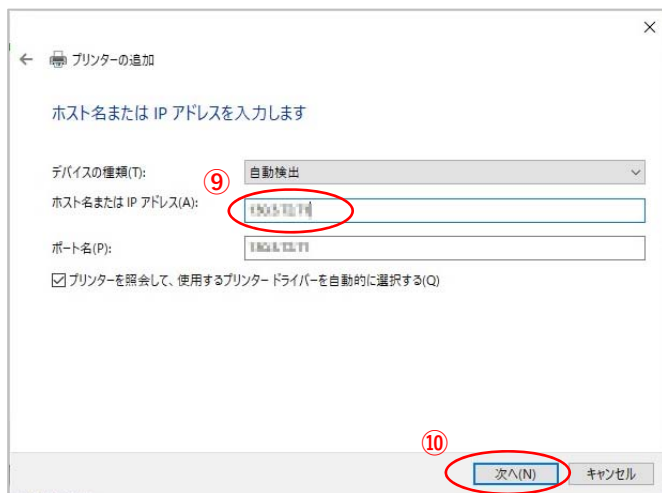 プリンターの追加
ホスト名または IP アドレスを入力します
デバイスの種類(T):
自動検出
⑨
ホスト名または IP アドレス(A):
ポート名(P):
プリンターを照会して、使用するプリンター ドライバーを自動的に選択する(Q)
⑩
次へ(N)
キャンセル